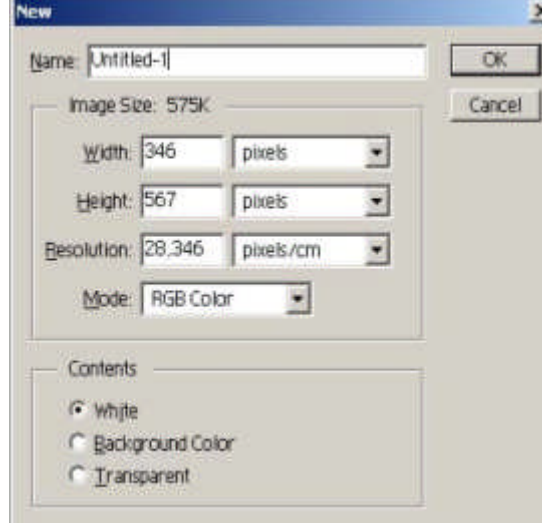 New
Name: Untitled-1 OK
Image Size: 575K Cancel
Width: 346 pixels
Height: 567 pixels
Resolution: 28,346 pixels/cm
Mode: RGB Color
Contents
White
Background Color
Transparent